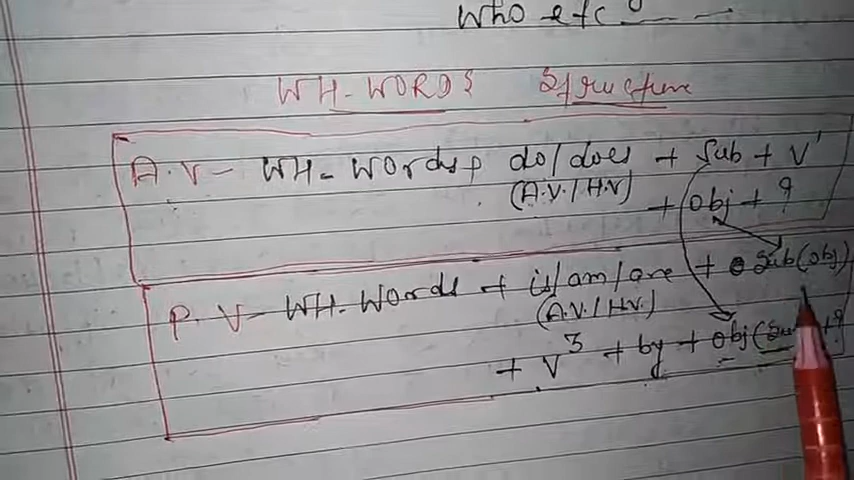 Who etc
WH-WORDS Structure
A.V- WH-Words+ do/does + Sub + V¹
(A.V./H.V) + Obj + ?
P.V- WH-Words + is/am/are + Sub(Obj)
(A.V./H.V.)
+ V³ + by + Obj(Sub) + ?